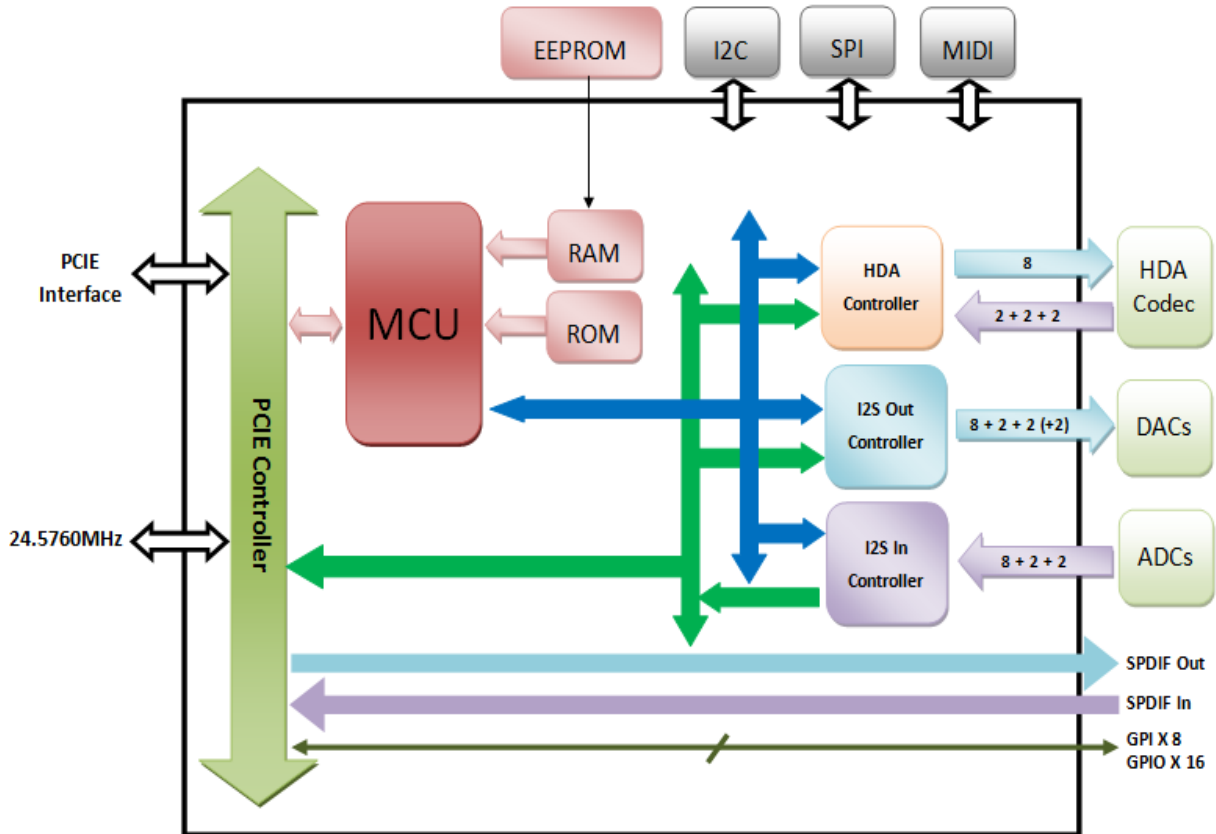 EEPROM
I2C
SPI
MIDI
PCIE
Interface
24.5760MHz
PCIE Controller
MCU
RAM
ROM
HDA
Controller
8
2 + 2 + 2
HDA
Codec
I2S Out
Controller
8 + 2 + 2 (+2)
DACs
I2S In
Controller
8 + 2 + 2
ADCs
SPDIF Out
SPDIF In
GPI X 8
GPIO X 16